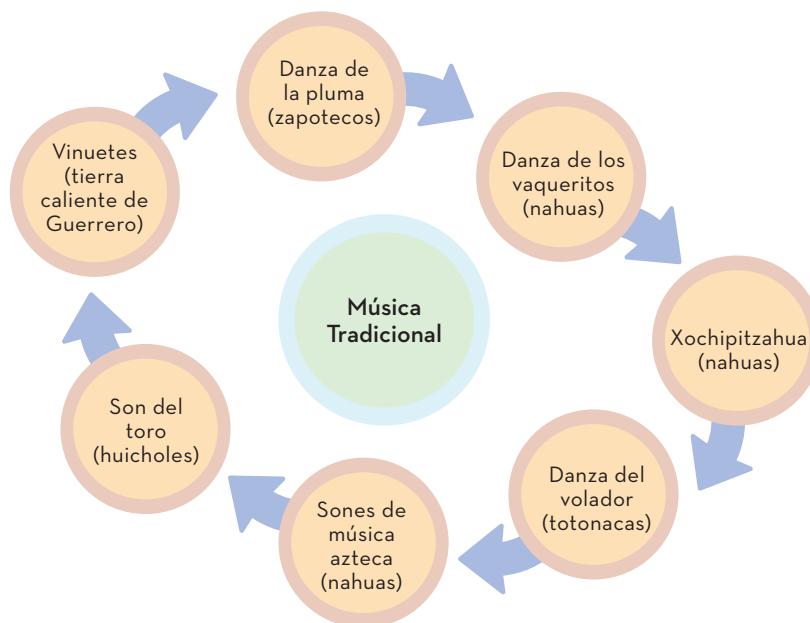 Danza de
la pluma
(zapotecos)
Danza de los
vaqueritos
(nahuas)
Xochipitzahua
(nahuas)
Danza del
volador
(totonacas)
Sones de
música
azteca
(nahuas)
Son del
toro
(huicholes)
Vinuetes
(tierra
caliente de
Guerrero)
Música
Tradicional